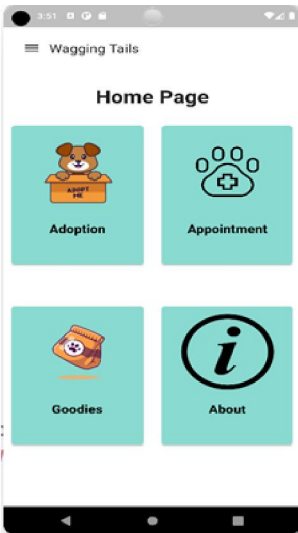 3:51
Wagging Tails
Home Page
ADOPT
ME
Adoption
Appointment
Goodies
About